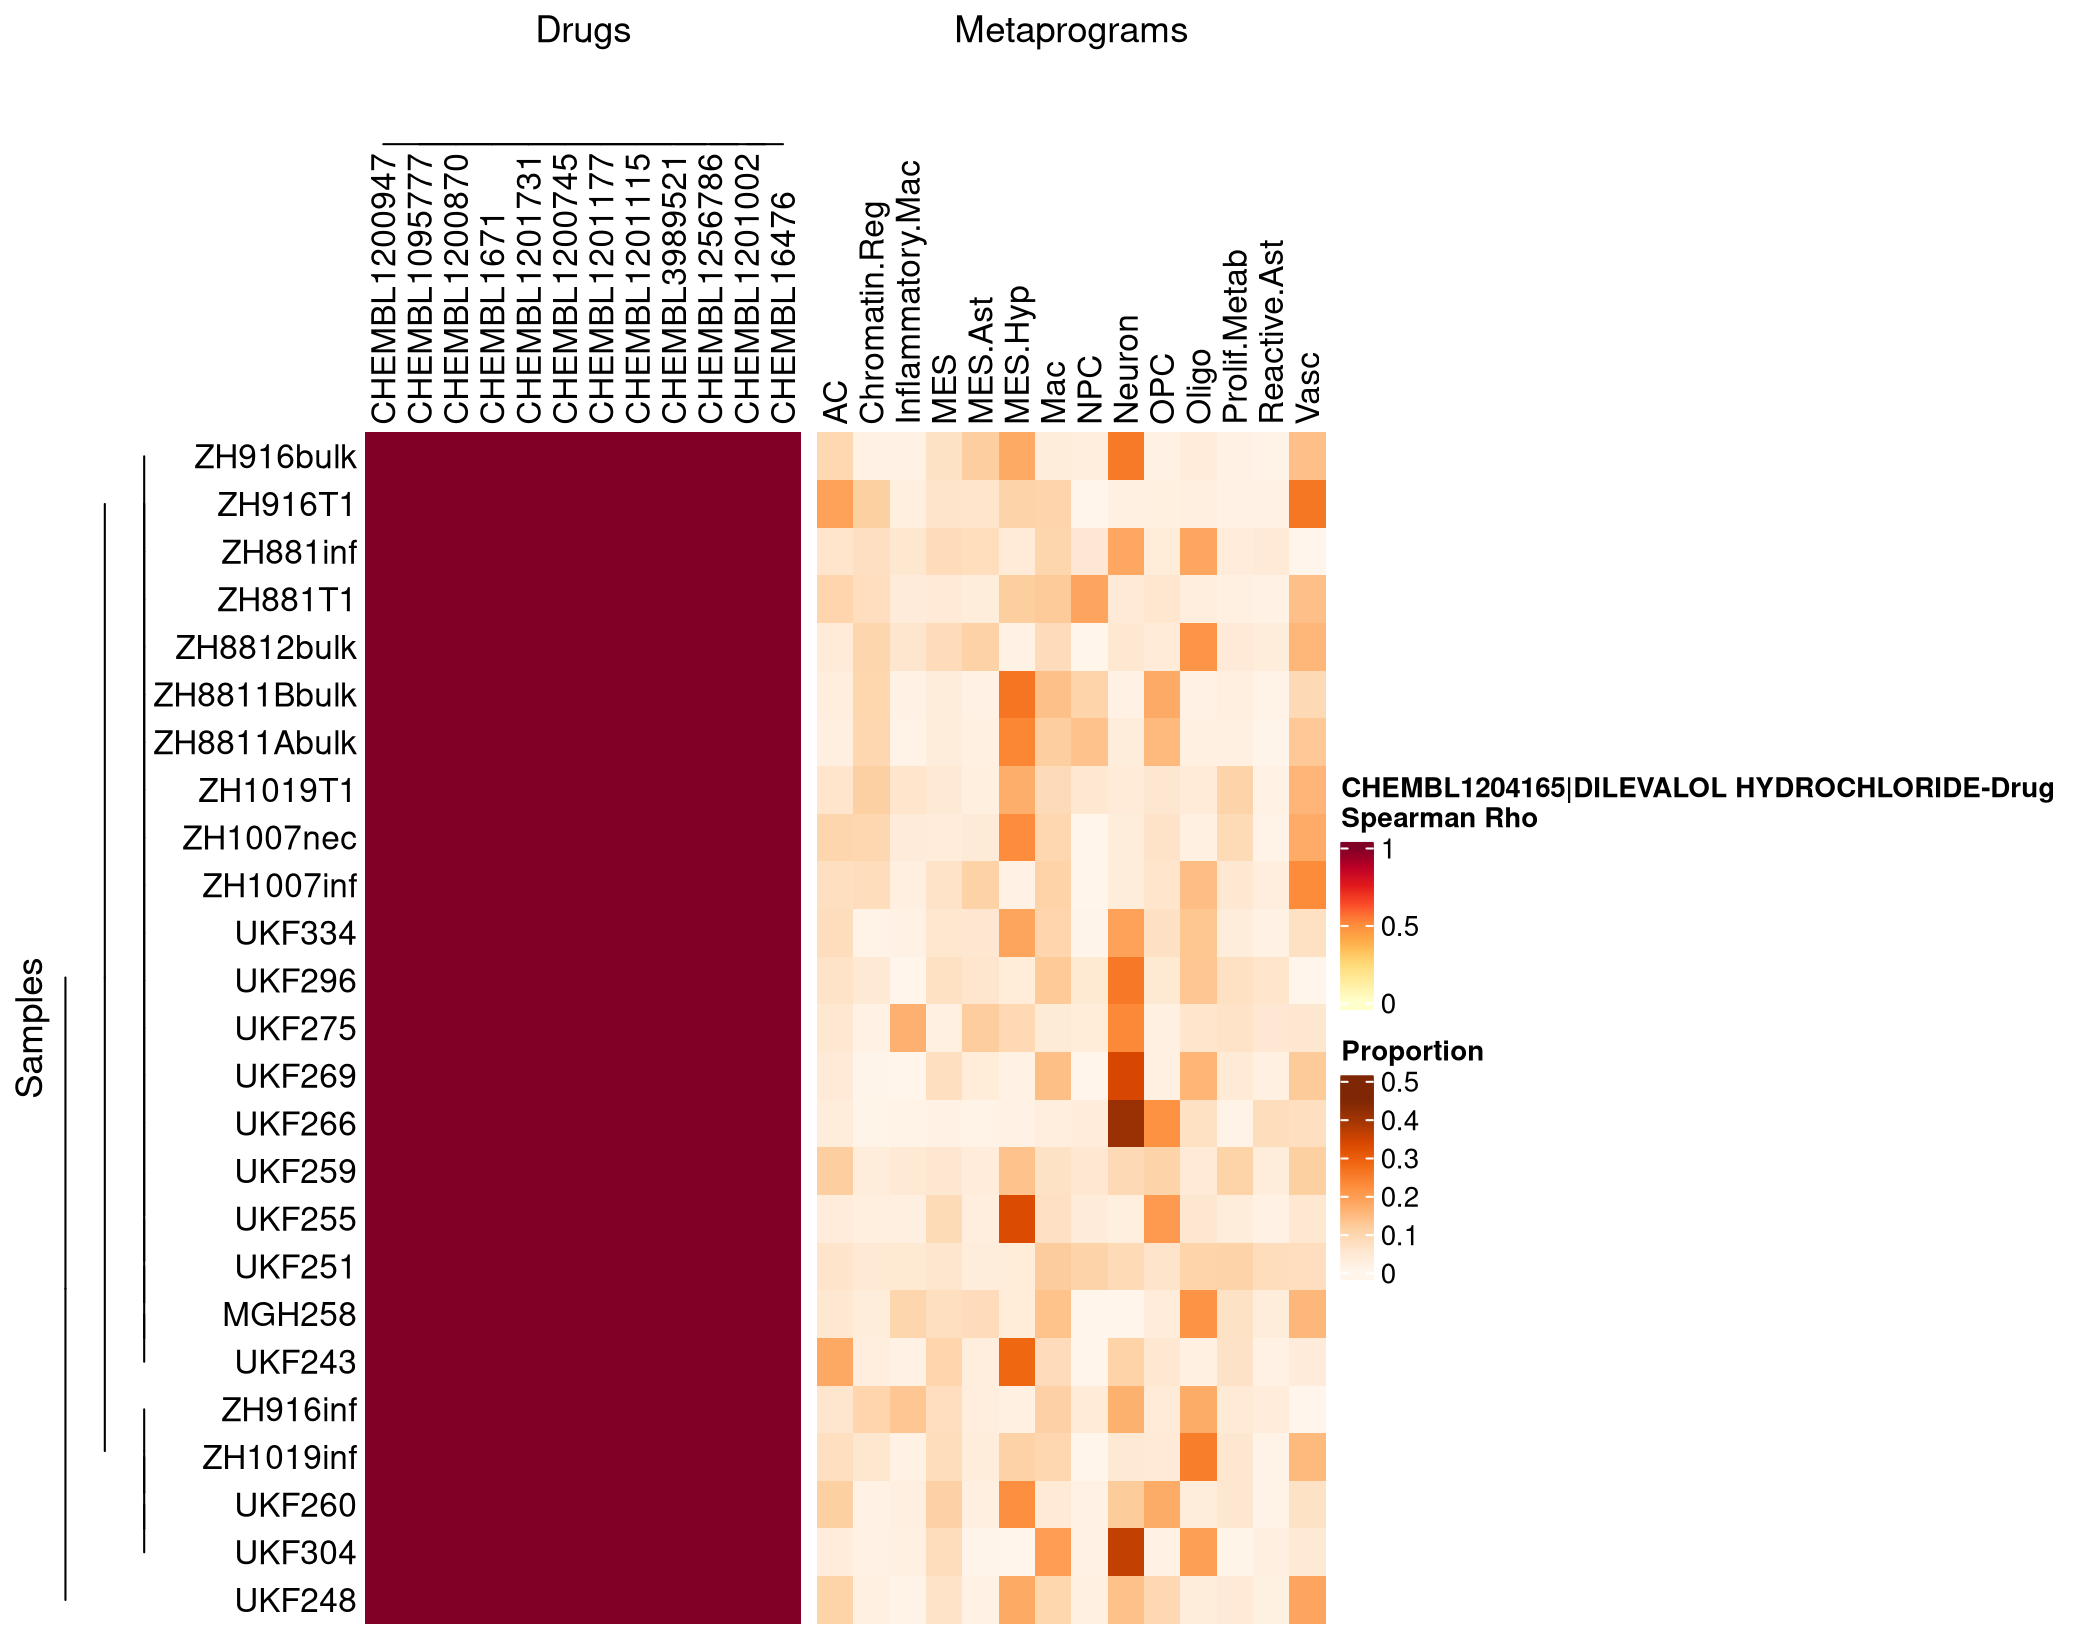 Drugs
Metaprograms
CHEMBL1200947
CHEMBL1095777
CHEMBL1200870
CHEMBL1671
CHEMBL1201731
CHEMBL1200745
CHEMBL1201177
CHEMBL1201115
CHEMBL3989521
CHEMBL1256786
CHEMBL1201002
CHEMBL16476
AC
Chromatin.Reg
Inflammatory.Mac
MES
MES.Ast
MES.Hyp
Mac
NPC
Neuron
OPC
Oligo
Prolif.Metab
Reactive.Ast
Vasc
Samples
ZH916bulk
ZH916T1
ZH881inf
ZH881T1
ZH8812bulk
ZH8811Bbulk
ZH8811Abulk
ZH1019T1
ZH1007nec
ZH1007inf
UKF334
UKF296
UKF275
UKF269
UKF266
UKF259
UKF255
UKF251
MGH258
UKF243
ZH916inf
ZH1019inf
UKF260
UKF304
UKF248
CHEMBL1204165|DILEVALOL HYDROCHLORIDE-Drug
Spearman Rho
1
0.5
0
Proportion
0.5
0.4
0.3
0.2
0.1
0